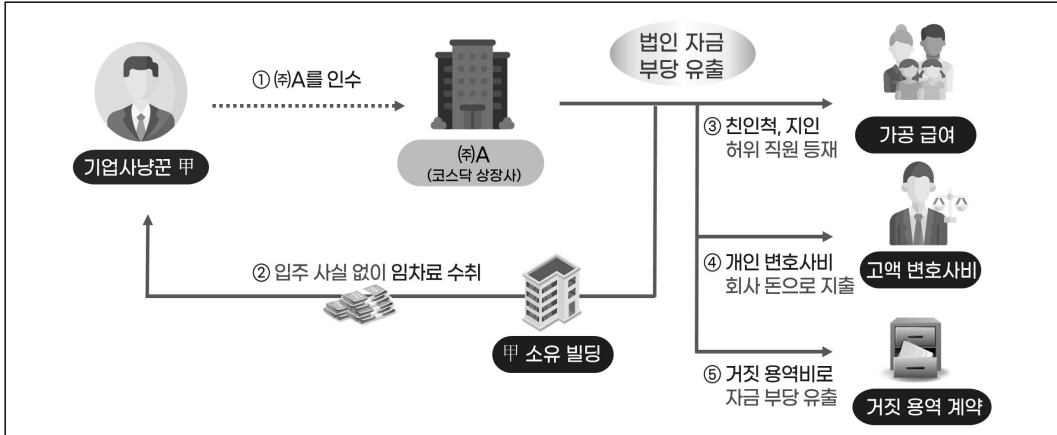 법인 자금
부당 유출
① ㈜A를 인수
기업사냥꾼 甲
㈜A
(코스닥 상장사)
② 입주 사실 없이 임차료 수취
甲 소유 빌딩
③ 친인척, 지인
허위 직원 등재
가공 급여
④ 개인 변호사비
회사 돈으로 지출
고액 변호사비
⑤ 거짓 용역비로
자금 부당 유출
거짓 용역 계약